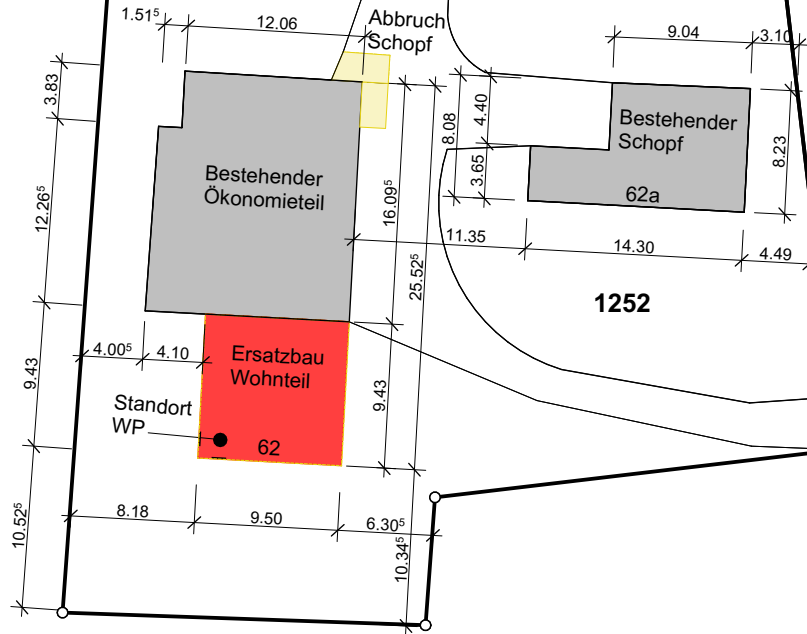 1.51⁵
12.06
Abbruch
Schopf
9.04
3.10
3.83
4.40
8.08
3.65
Bestehender
Schopf
62a
8.23
Bestehender
Ökonomieteil
12.26⁵
16.09⁵
25.52⁵
11.35
14.30
4.49
1252
4.00⁵
4.10
Ersatzbau
Wohnteil
9.43
9.43
Standort
WP
62
8.18
9.50
6.30⁵
10.52⁵
10.34⁵